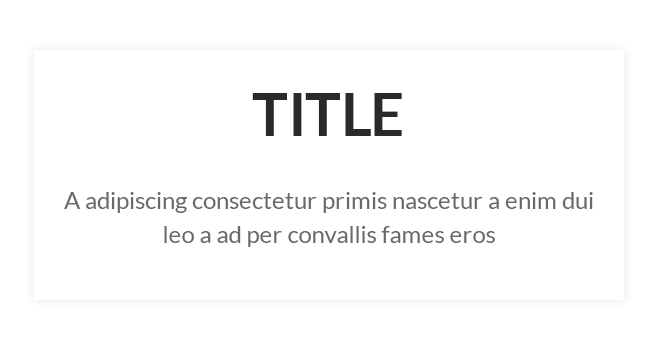 TITLE
A adipiscing consectetur primis nascetur a enim dui
leo a ad per convallis fames eros